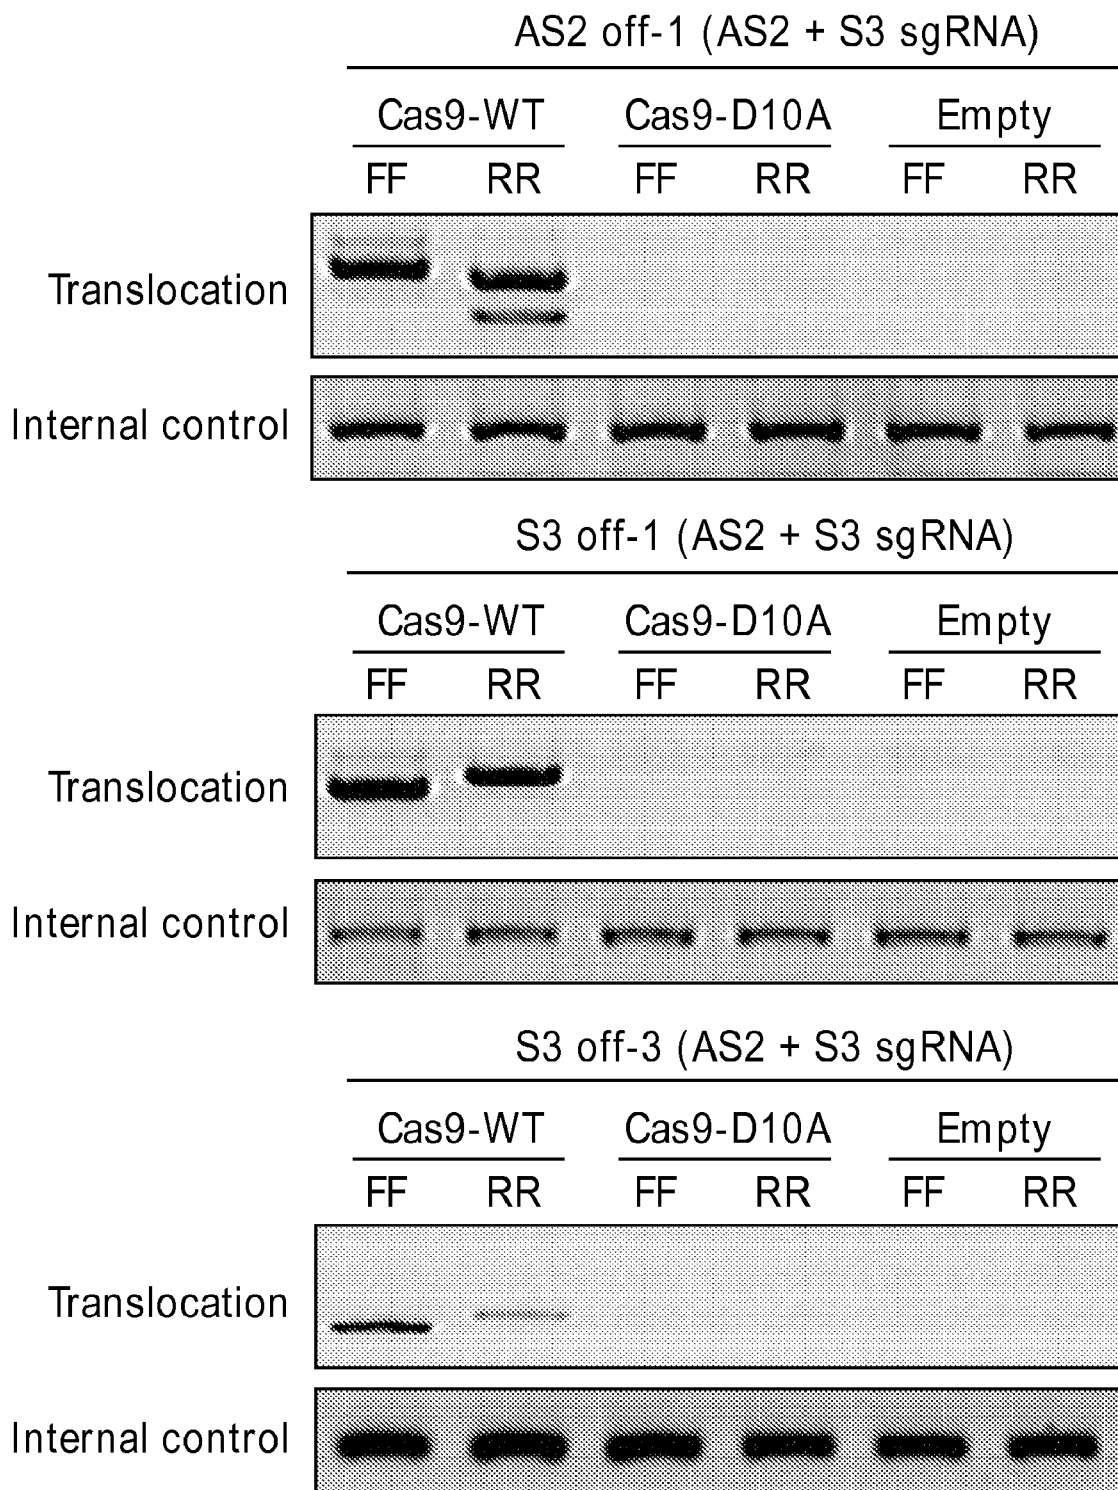 AS2 off-1 (AS2 + S3 sgRNA)
Cas9-WT Cas9-D10A Empty
FF RR FF RR FF RR
Translocation
Internal control
S3 off-1 (AS2 + S3 sgRNA)
Cas9-WT Cas9-D10A Empty
FF RR FF RR FF RR
Translocation
Internal control
S3 off-3 (AS2 + S3 sgRNA)
Cas9-WT Cas9-D10A Empty
FF RR FF RR FF RR
Translocation
Internal control